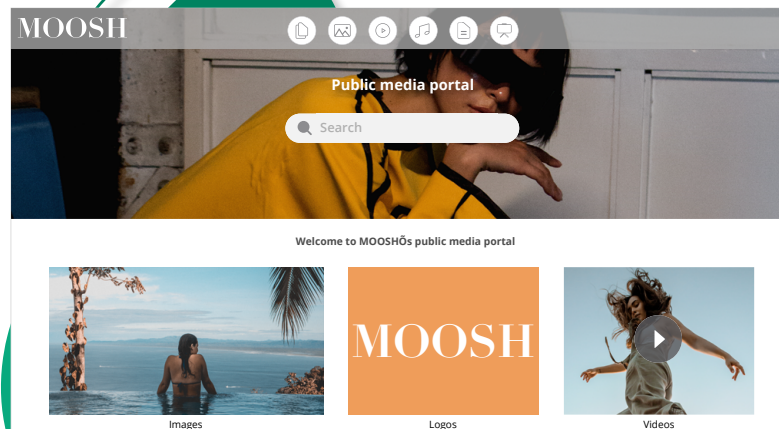 MOOSH
Public media portal
Search
Welcome to MOOSHÕs public media portal
MOOSH
Images
Logos
Videos